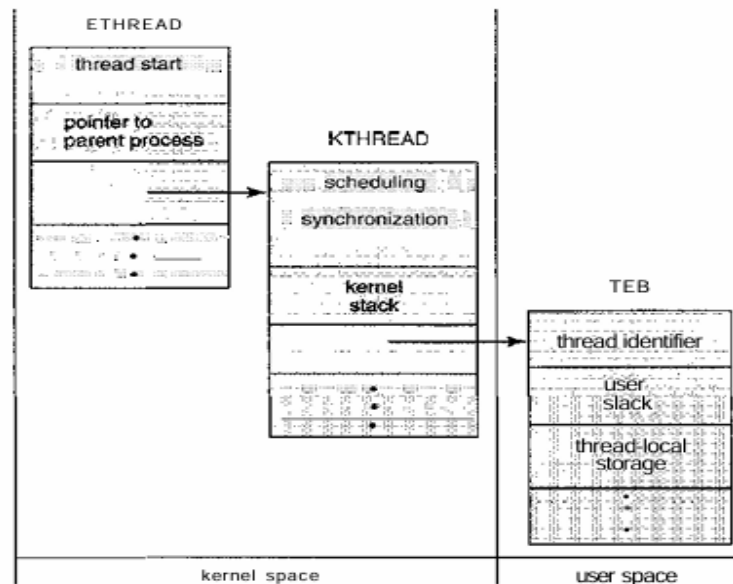 ETHREAD
thread start
pointer to
parent process
KTHREAD
scheduling
synchronization
kernel
stack
TEB
thread identifier
user
slack
thread-local
storage
kernel space
user space